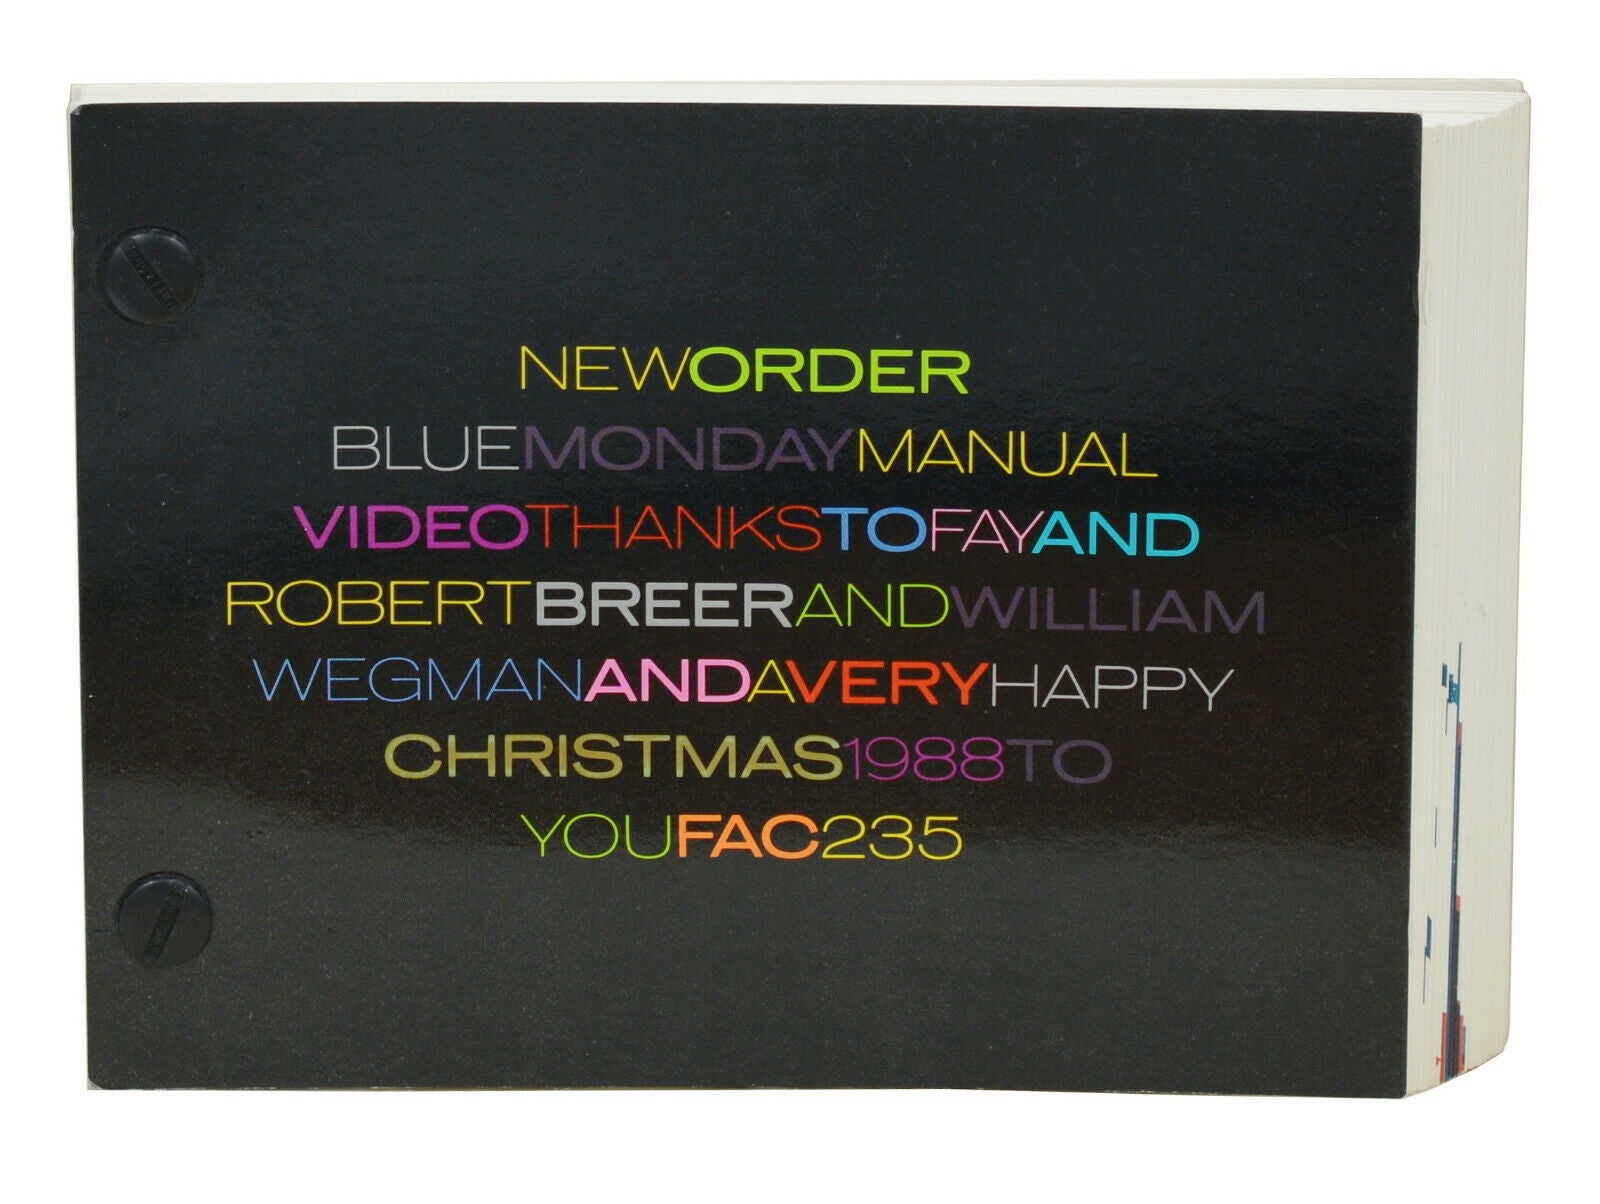 NEWORDER
BLUEMONDAYMANUAL
VIDEOTHANKSTOFAYAND
ROBERTBREERANDWILLIAM
WEGMANANDAVERYHAPPY
CHRISTMAS1988TO
YOUFAC235